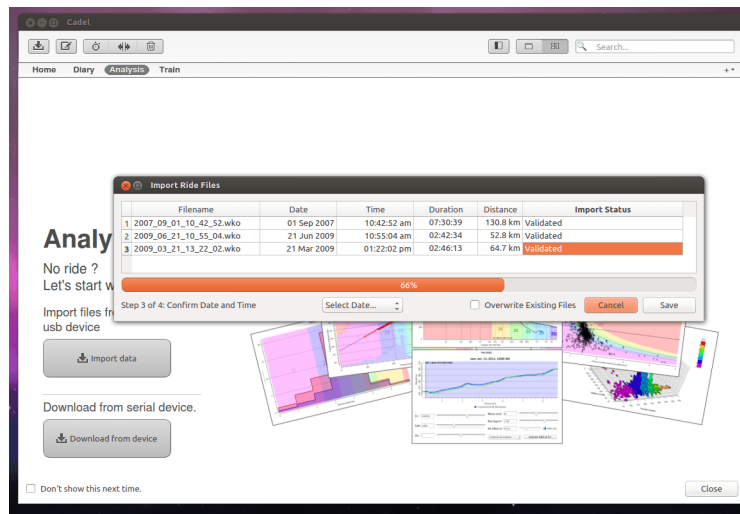 Cadel
Search...
Home Diary Analysis Train
Import Ride Files
Filename Date Time Duration Distance Import Status
1 2007_09_01_10_42_52.wko 01 Sep 2007 10:42:52 am 07:30:39 130.8 km Validated
2 2009_06_21_10_55_04.wko 21 Jun 2009 10:55:04 am 02:42:34 52.8 km Validated
3 2009_03_21_13_22_02.wko 21 Mar 2009 01:22:02 pm 02:46:13 64.7 km Validated
66%
Step 3 of 4: Confirm Date and Time Select Date... Overwrite Existing Files Cancel Save
Analy
No ride ?
Let's start w
Import files fr
usb device
Import data
Download from serial device.
Download from device
Don't show this next time.
Close